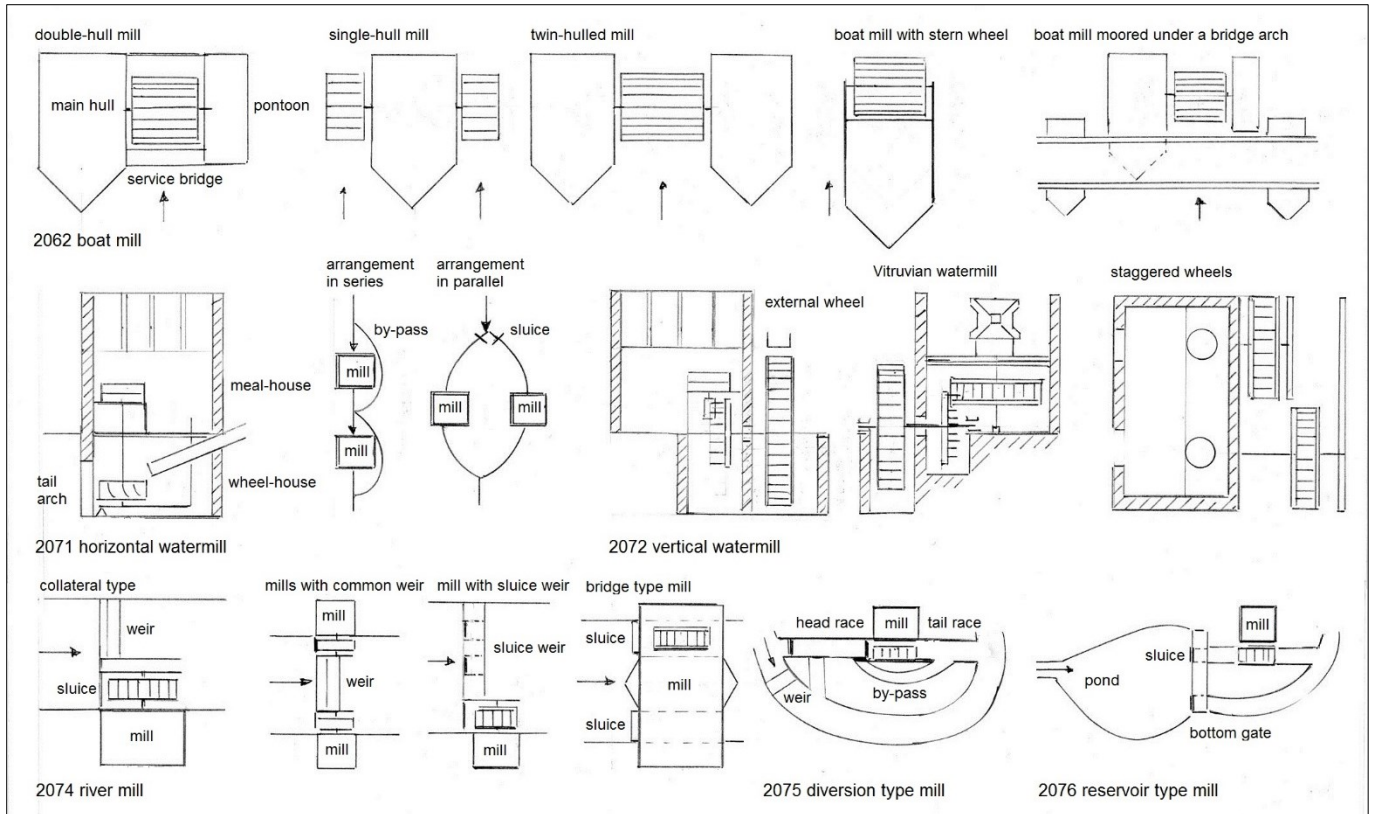 double-hull mill
single-hull mill
twin-hulled mill
boat mill with stern wheel
boat mill moored under a bridge arch
main hull
pontoon
service bridge
2062 boat mill
arrangement
in series
arrangement
in parallel
Vitruvian watermill
staggered wheels
external wheel
by-pass
sluice
mill
meal-house
mill
mill
mill
tail
arch
wheel-house
2071 horizontal watermill
2072 vertical watermill
collateral type
mills with common weir
mill with sluice weir
bridge type mill
mill
head race
mill
tail race
mill
weir
sluice
sluice weir
sluice
sluice
weir
mill
by-pass
pond
weir
sluice
bottom gate
mill
mill
mill
2074 river mill
2075 diversion type mill
2076 reservoir type mill